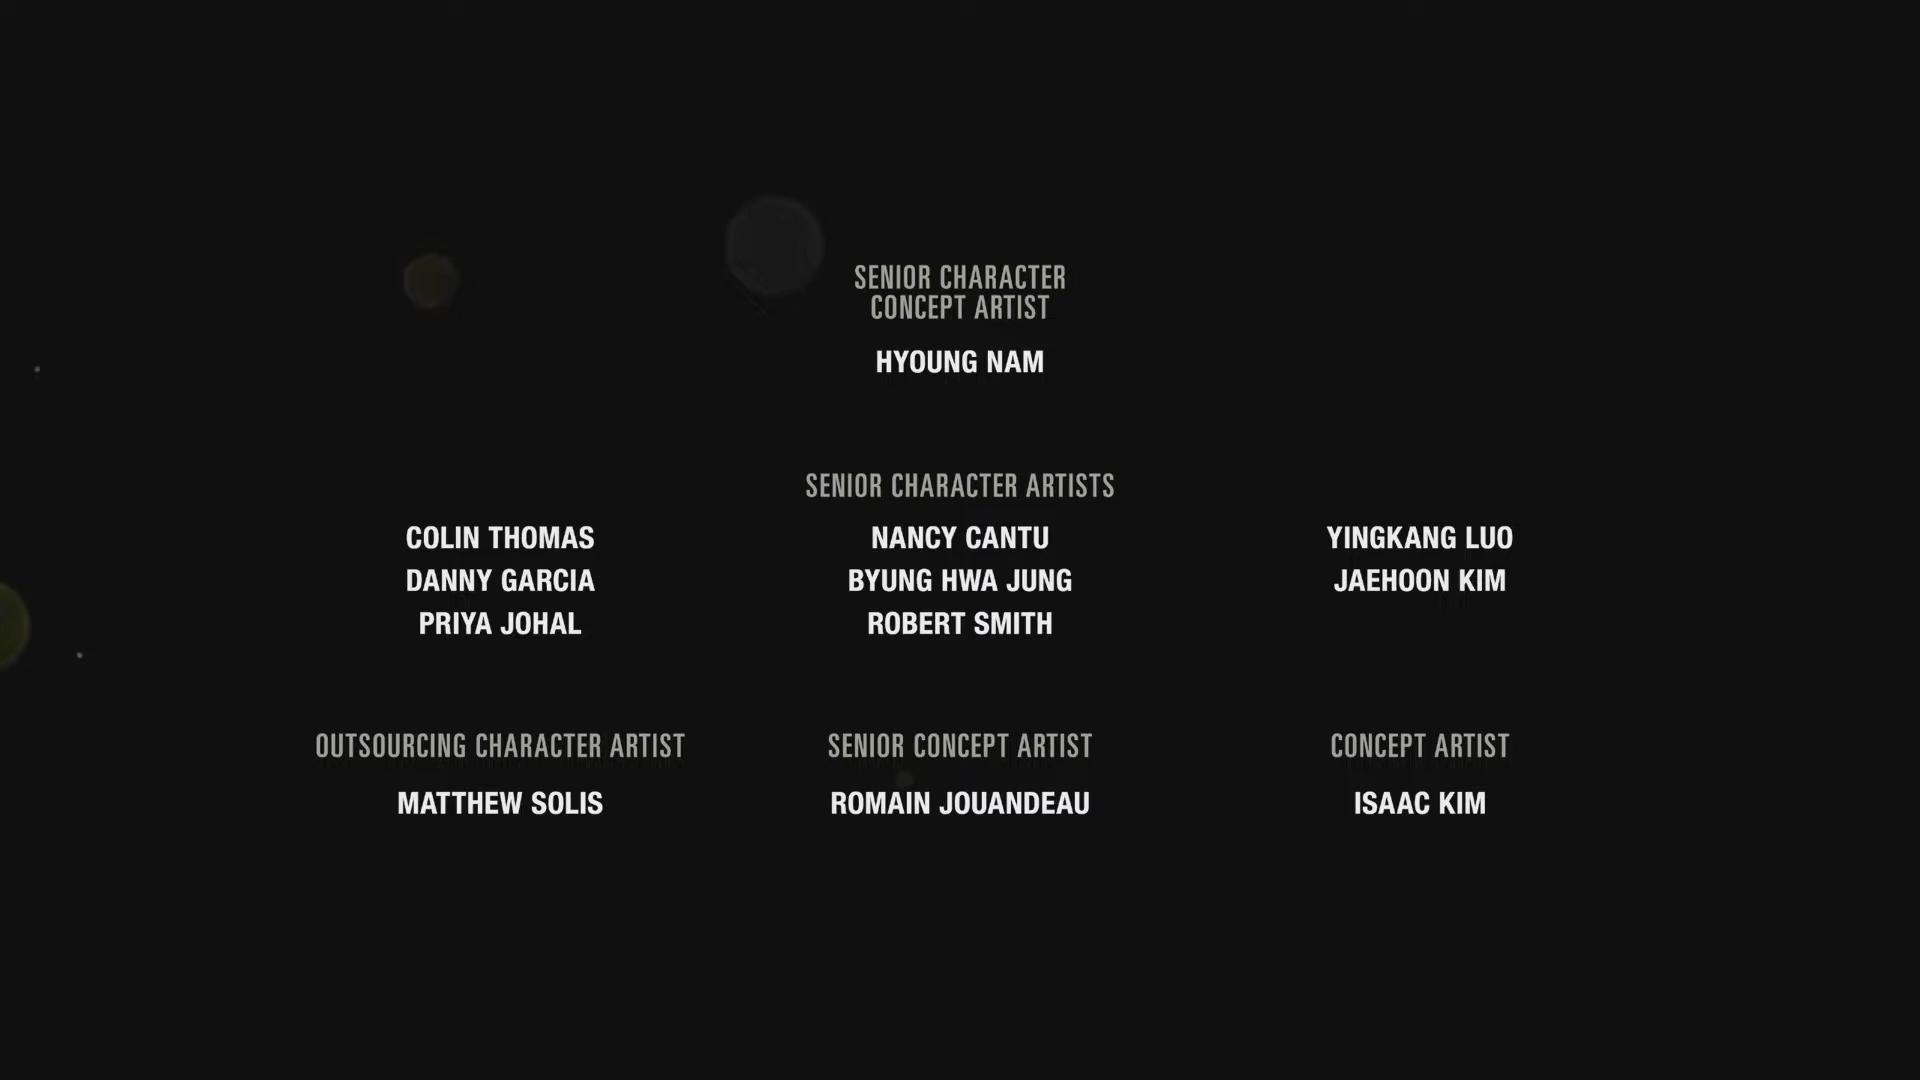 SENIOR CHARACTER
CONCEPT ARTIST
HYOUNG NAM
SENIOR CHARACTER ARTISTS
COLIN THOMAS
NANCY CANTU
YINGKANG LUO
DANNY GARCIA
BYUNG HWA JUNG
JAEHOON KIM
PRIYA JOHAL
ROBERT SMITH
OUTSOURCING CHARACTER ARTIST
SENIOR CONCEPT ARTIST
CONCEPT ARTIST
MATTHEW SOLIS
ROMAIN JOUANDEAU
ISAAC KIM